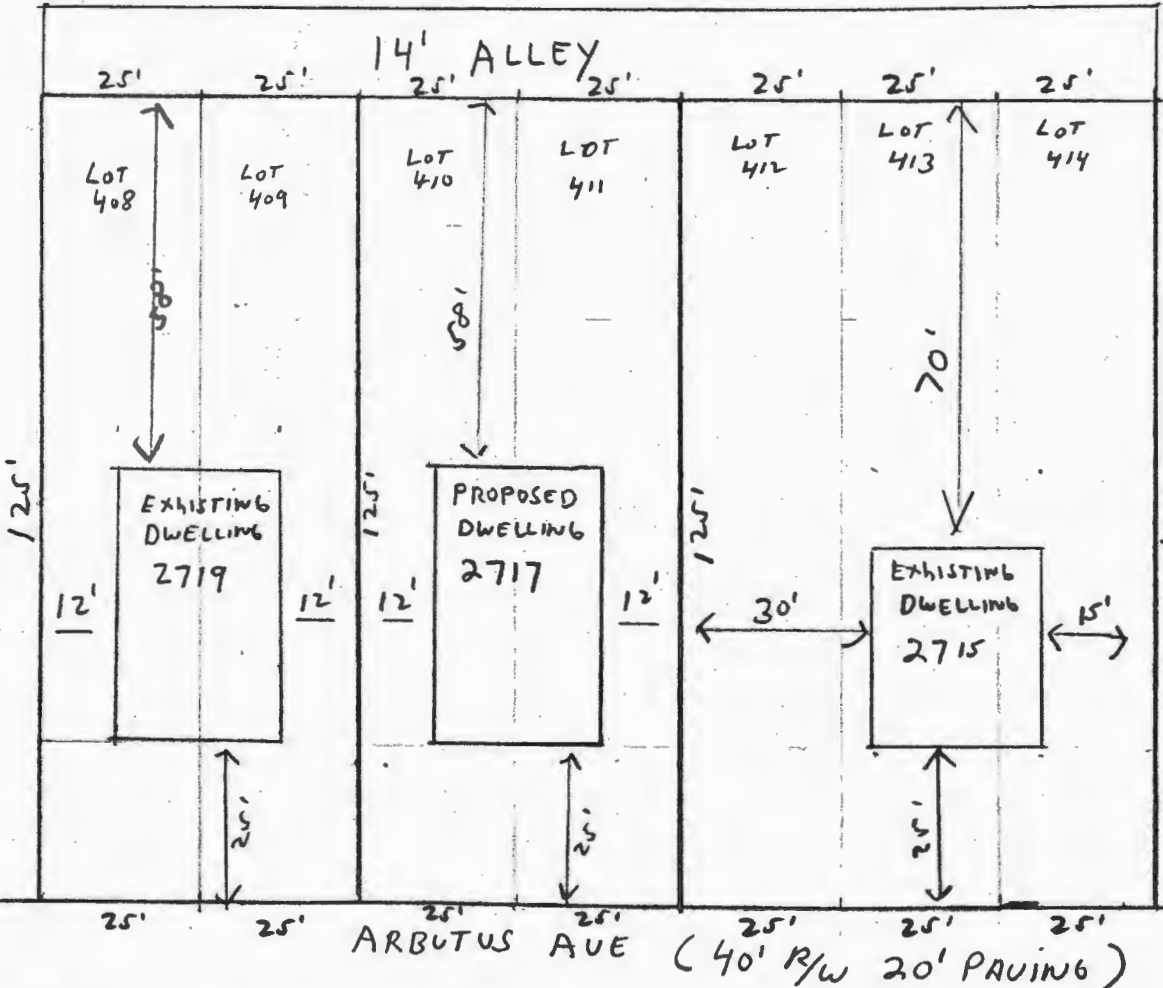 14' ALLEY
25' 25' 25' 25' 25' 25' 25'
LOT 408
LOT 409
LOT 410
LOT 411
LOT 412
LOT 413
LOT 414
58'
58'
70'
125'
125'
125'
EXHISTING
DWELLING
2719
PROPOSED
DWELLING
2717
EXHISTING
DWELLING
2715
12' 12' 12' 12' 30' 15'
25' 25' 25'
25' 25' 25' 25' 25' 25' 25'
ARBUTUS AVE (40' R/W 20' PAVING)